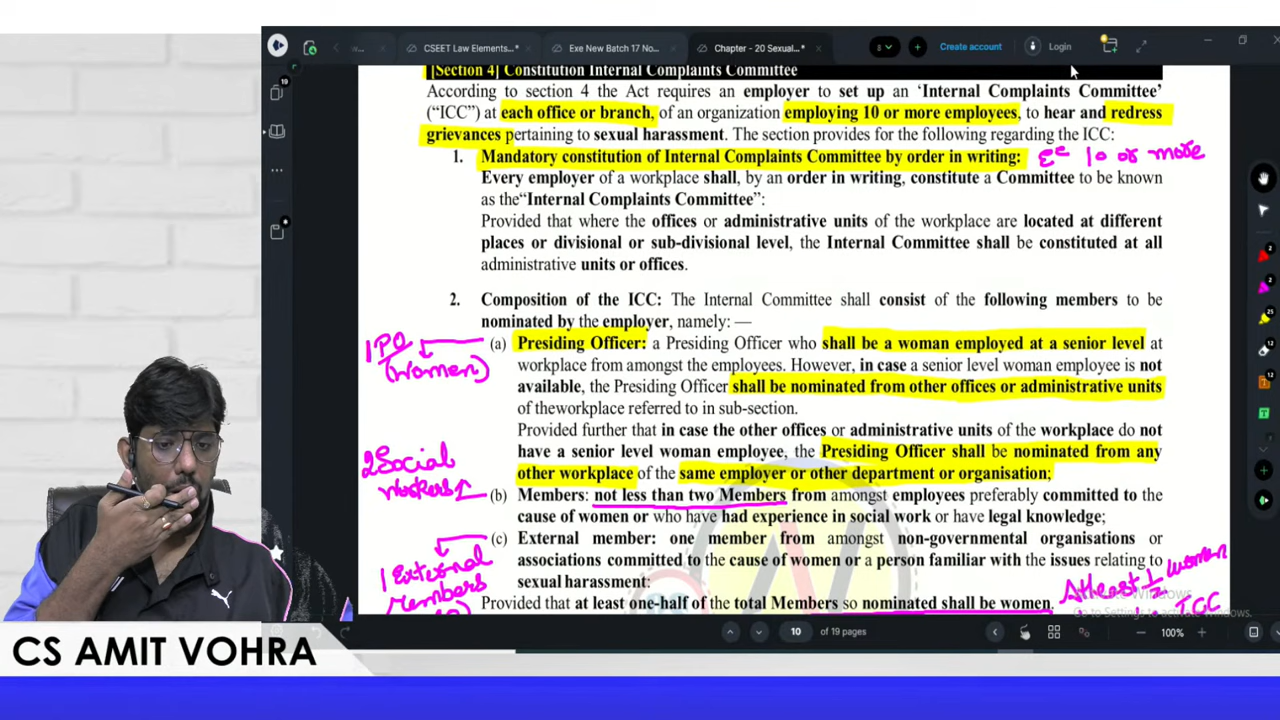 CSEET Law Elements...*
Exe New Batch 17 No...
Chapter - 20 Sexual...*
Create account
Login
19
[Section 4] Constitution Internal Complaints Committee
According to section 4 the Act requires an employer to set up an ‘Internal Complaints Committee’
(“ICC”) at each office or branch, of an organization employing 10 or more employees, to hear and redress
grievances pertaining to sexual harassment. The section provides for the following regarding the ICC:
1. Mandatory constitution of Internal Complaints Committee by order in writing: Ee 10 or more
Every employer of a workplace shall, by an order in writing, constitute a Committee to be known
as the“Internal Complaints Committee”:
Provided that where the offices or administrative units of the workplace are located at different
places or divisional or sub-divisional level, the Internal Committee shall be constituted at all
administrative units or offices.
2. Composition of the ICC: The Internal Committee shall consist of the following members to be
nominated by the employer, namely: —
1 PO
(Women)
(a) Presiding Officer: a Presiding Officer who shall be a woman employed at a senior level at
workplace from amongst the employees. However, in case a senior level woman employee is not
available, the Presiding Officer shall be nominated from other offices or administrative units
of theworkplace referred to in sub-section.
Provided further that in case the other offices or administrative units of the workplace do not
have a senior level woman employee, the Presiding Officer shall be nominated from any
other workplace of the same employer or other department or organisation;
2 Social
Workers
(b) Members: not less than two Members from amongst employees preferably committed to the
cause of women or who have had experience in social work or have legal knowledge;
1 External
Members
(c) External member: one member from amongst non-governmental organisations or
associations committed to the cause of women or a person familiar with the issues relating to
sexual harassment:
Provided that at least one-half of the total Members so nominated shall be women.
Atleast 1/2 women
ICC
Go to Settings to activate Windows.
10 of 19 pages
100%
CS AMIT VOHRA